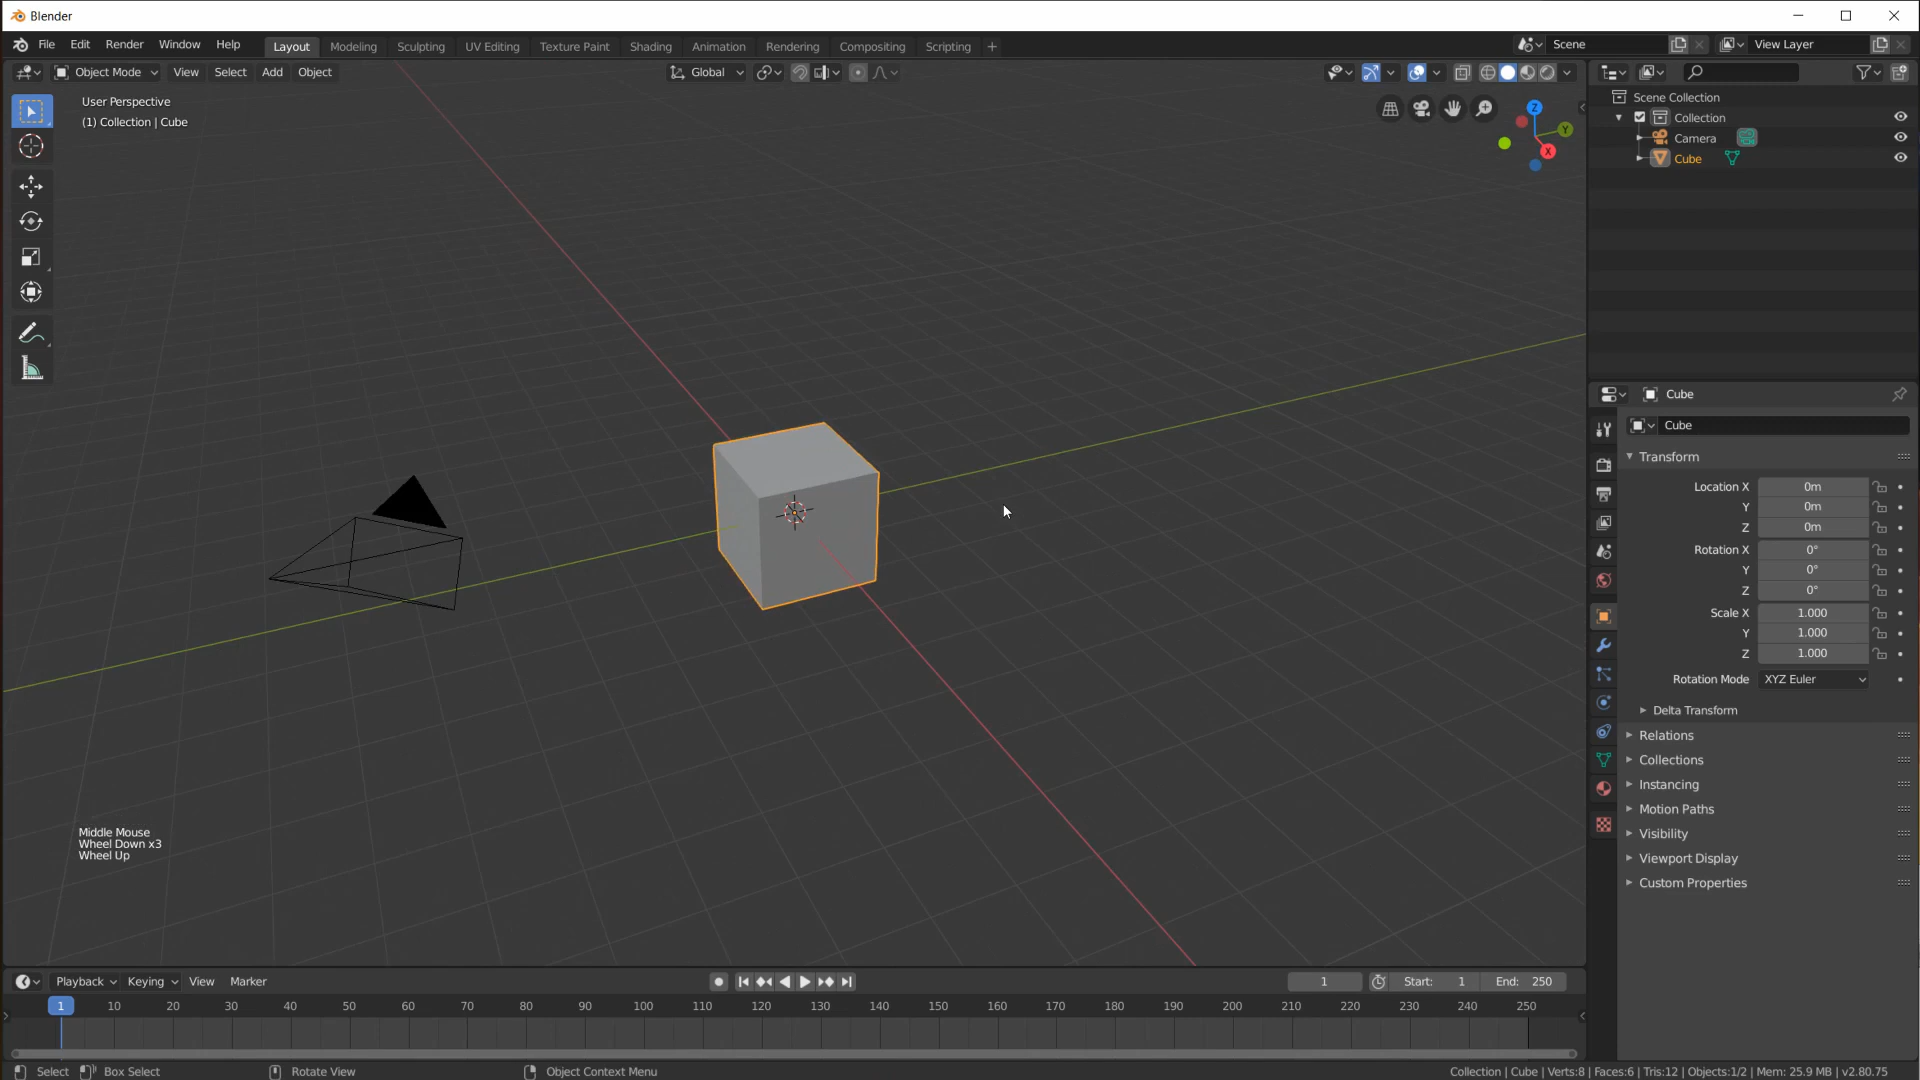 Blender
File Edit Render Window Help Layout Modeling Sculpting UV Editing Texture Paint Shading Animation Rendering Compositing Scripting + Scene View Layer
Object Mode View Select Add Object Global
User Perspective
(1) Collection | Cube
Z
Y
X
Scene Collection
Collection
Camera
Cube
Cube
Cube
Transform
Location X 0m
Y 0m
Z 0m
Rotation X 0°
Y 0°
Z 0°
Scale X 1.000
Y 1.000
Z 1.000
Rotation Mode XYZ Euler
Delta Transform
Relations
Collections
Instancing
Motion Paths
Visibility
Viewport Display
Custom Properties
Middle Mouse
Wheel Down x3
Wheel Up
Playback Keying View Marker 1 Start: 1 End: 250
1 10 20 30 40 50 60 70 80 90 100 110 120 130 140 150 160 170 180 190 200 210 220 230 240 250
Select Box Select Rotate View Object Context Menu Collection | Cube | Verts:8 | Faces:6 | Tris:12 | Objects:1/2 | Mem: 25.9 MB | v2.80.75